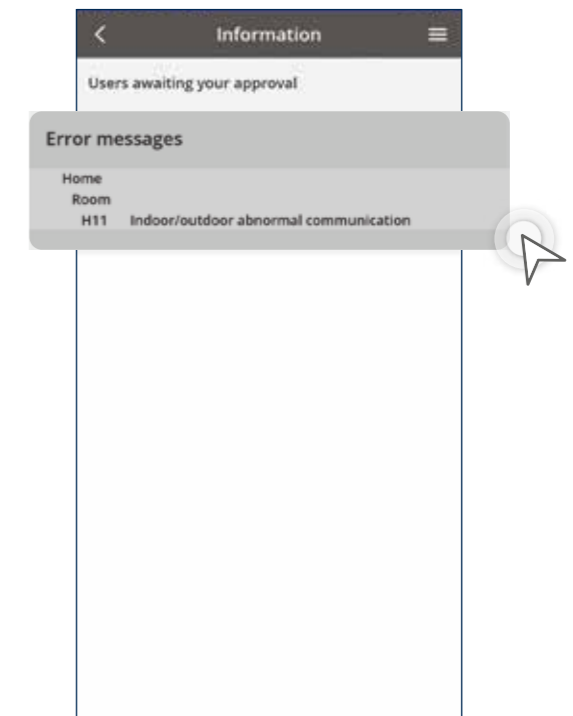 Information
Users awaiting your approval
Error messages
Home
Room
H11 Indoor/outdoor abnormal communication